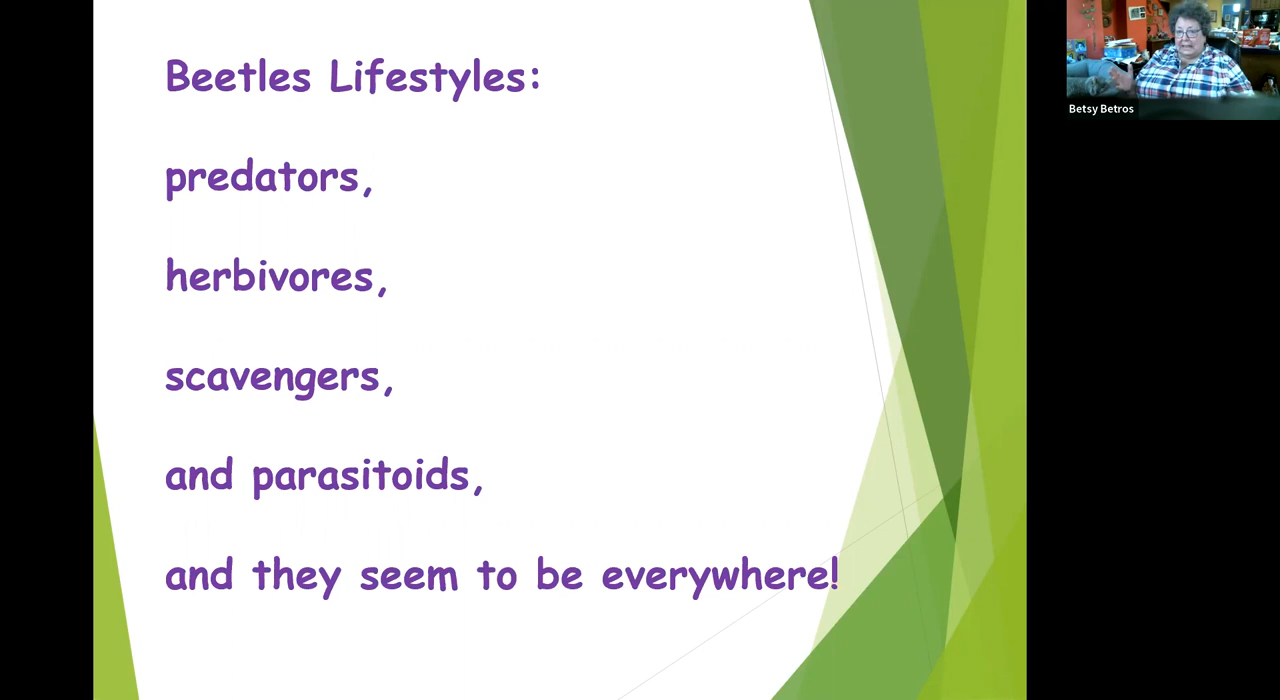 Beetles Lifestyles:
predators,
herbivores,
scavengers,
and parasitoids,
and they seem to be everywhere!
Betsy Betros